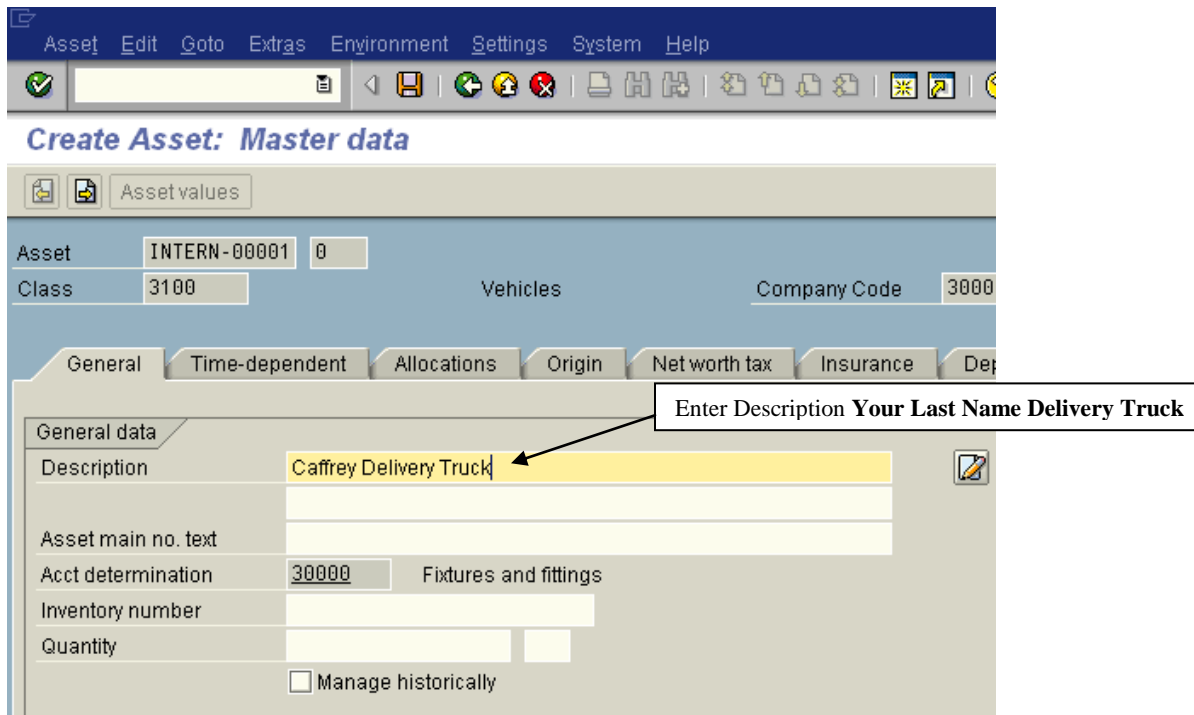 Asset Edit Goto Extras Environment Settings System Help
Create Asset: Master data
Asset values
Asset INTERN-00001 0
Class 3100 Vehicles Company Code 3000
General Time-dependent Allocations Origin Net worth tax Insurance Dep
Enter Description Your Last Name Delivery Truck
General data
Description Caffrey Delivery Truck
Asset main no. text
Acct determination 30000 Fixtures and fittings
Inventory number
Quantity
Manage historically